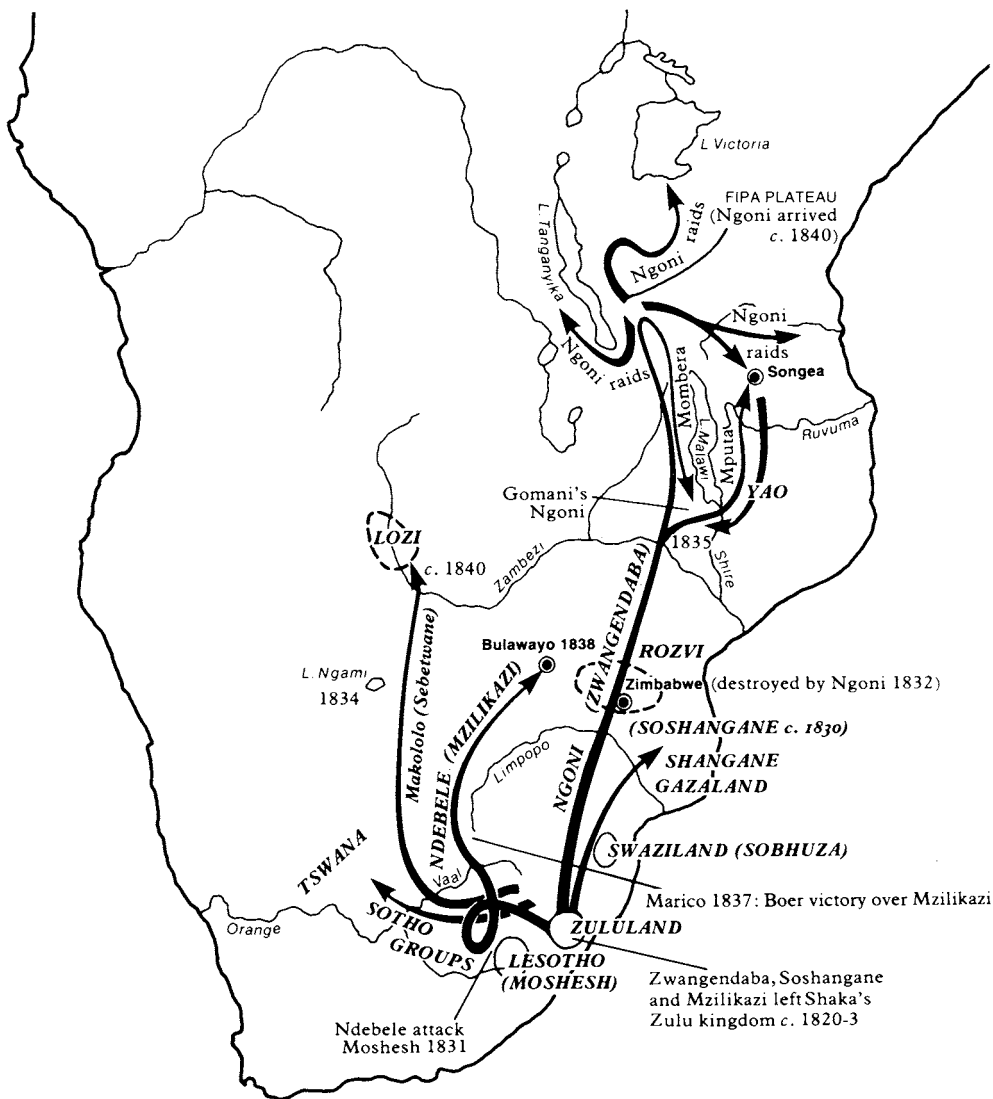 L Victoria
FIPA PLATEAU
(Ngoni arrived
c. 1840)
L. Tanganyika
Ngoni raids
Ngoni raids
Ngoni
raids
Songea
Mombera
L. Malawi
Mputa
Ruvuma
YAO
Gomani's
Ngoni
1835
Shire
LOZI
c. 1840
Zambezi
(ZWANGENDABA)
NGONI
ROZVI
Bulawayo 1838
Zimbabwe (destroyed by Ngoni 1832)
L. Ngami
1834
Makololo (Sebetwane)
NDEBELE (MZILIKAZI)
(SOSHANGANE c. 1830)
SHANGANE
GAZALAND
Limpopo
SWAZILAND (SOBHUZA)
TSWANA
Vaal
Marico 1837: Boer victory over Mzilikazi
SOTHO
GROUPS
Orange
ZULULAND
LESOTHO
(MOSHESH)
Zwangendaba, Soshangane
and Mzilikazi left Shaka's
Zulu kingdom c. 1820-3
Ndebele attack
Moshesh 1831